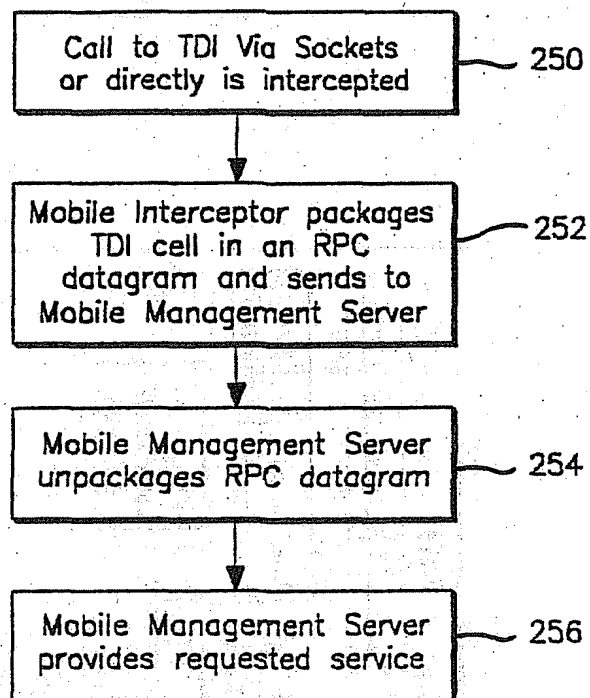 Call to TDI Via Sockets
or directly is intercepted
250
Mobile Interceptor packages
TDI cell in an RPC
datagram and sends to
Mobile Management Server
252
Mobile Management Server
unpackages RPC datagram
254
Mobile Management Server
provides requested service
256